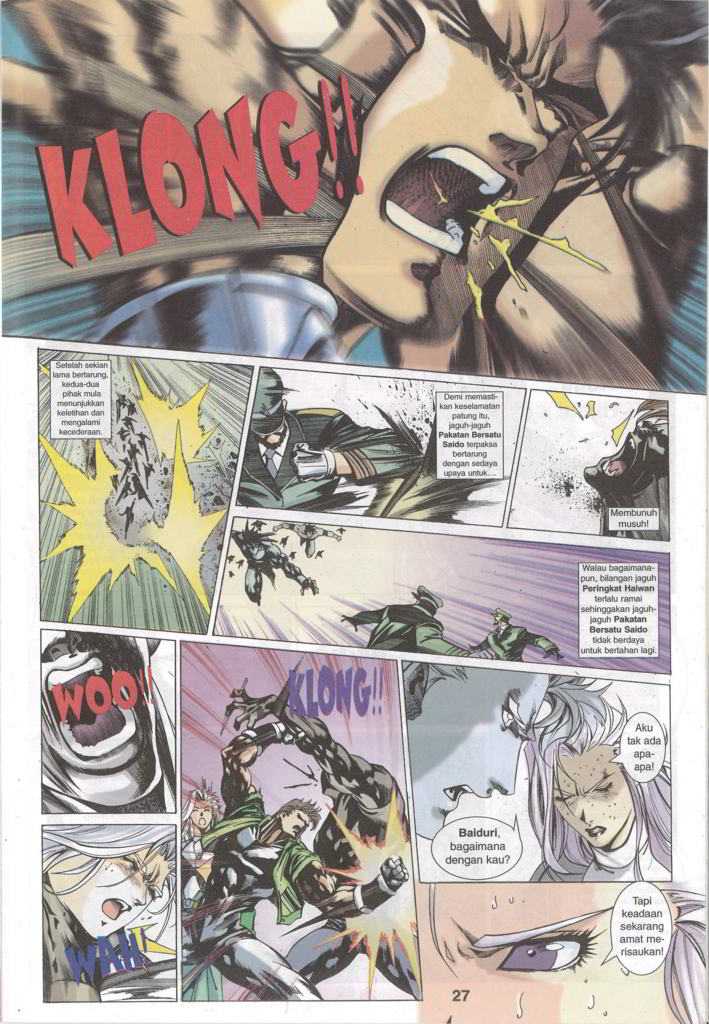 KLONG!!
Setelah sekian
lama bertarung,
kedua-dua
pihak mula
menunjukkan
keletihan dan
mengalami
kecederaan.
Demi memasti-
kan keselamatan
patung itu,
jaguh-jaguh
Pakatan Bersatu
Saido terpaksa
bertarung
dengan sedaya
upaya untuk....
Membunuh
musuh!
Walau bagaimana-
pun, bilangan jaguh
Peringkat Haiwan
terlalu ramai
sehinggakan jaguh-
jaguh Pakatan
Bersatu Saido
tidak berdaya
untuk bertahan lagi.
WOO!!
KLONG!!
Aku
tak ada
apa-
apa!
Baiduri,
bagaimana
dengan kau?
WAH!
Tapi
keadaan
sekarang
amat me-
risaukan!
27